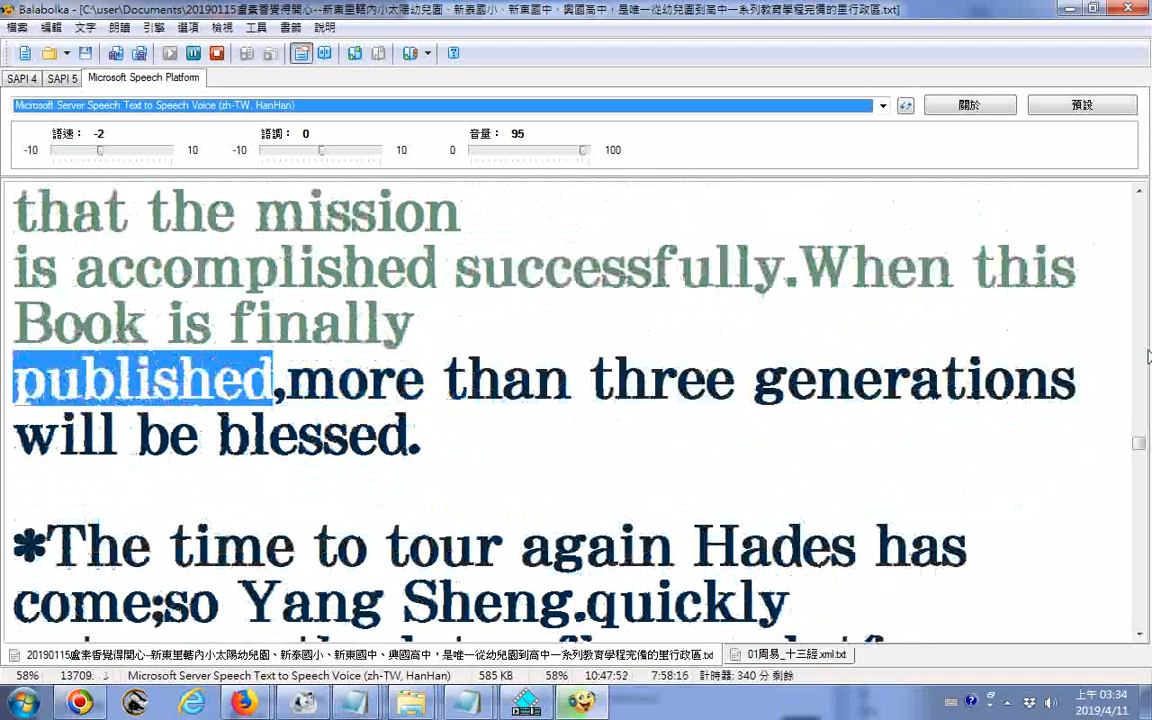 Balabolka - [C:\user\Documents\20190115盧素香覺得開心--新東里轄內小太陽幼兒園、新泰國小、新東國中、興國高中，是唯一從幼兒園到高中一系列教育學程完備的里行政區.txt]
檔案 編輯 文字 朗讀 引擎 選項 檢視 工具 書籤 說明
SAPI 4 SAPI 5 Microsoft Speech Platform
Microsoft Server Speech Text to Speech Voice (zh-TW, HanHan) 關於 預設
語速： -2 語調： 0 音量： 95
-10 10 -10 10 0 100
that the mission
is accomplished successfully.When this
Book is finally
published,more than three generations
will be blessed.
*The time to tour again Hades has
come;so Yang Sheng.quickly
20190115盧素香覺得開心--新東里轄內小太陽幼兒園、新泰國小、新東國中、興國高中，是唯一從幼兒園到高中一系列教育學程完備的里行政區.txt 01周易_十三經.xml.txt
58% 13709: Microsoft Speech Platform: Microsoft Server Speech Text to Speech Voice (zh-TW, HanHan) 585 KB 58% 10:47:52 7:58:16 計時器: 340 分 剩餘
上午 03:34
2019/4/11